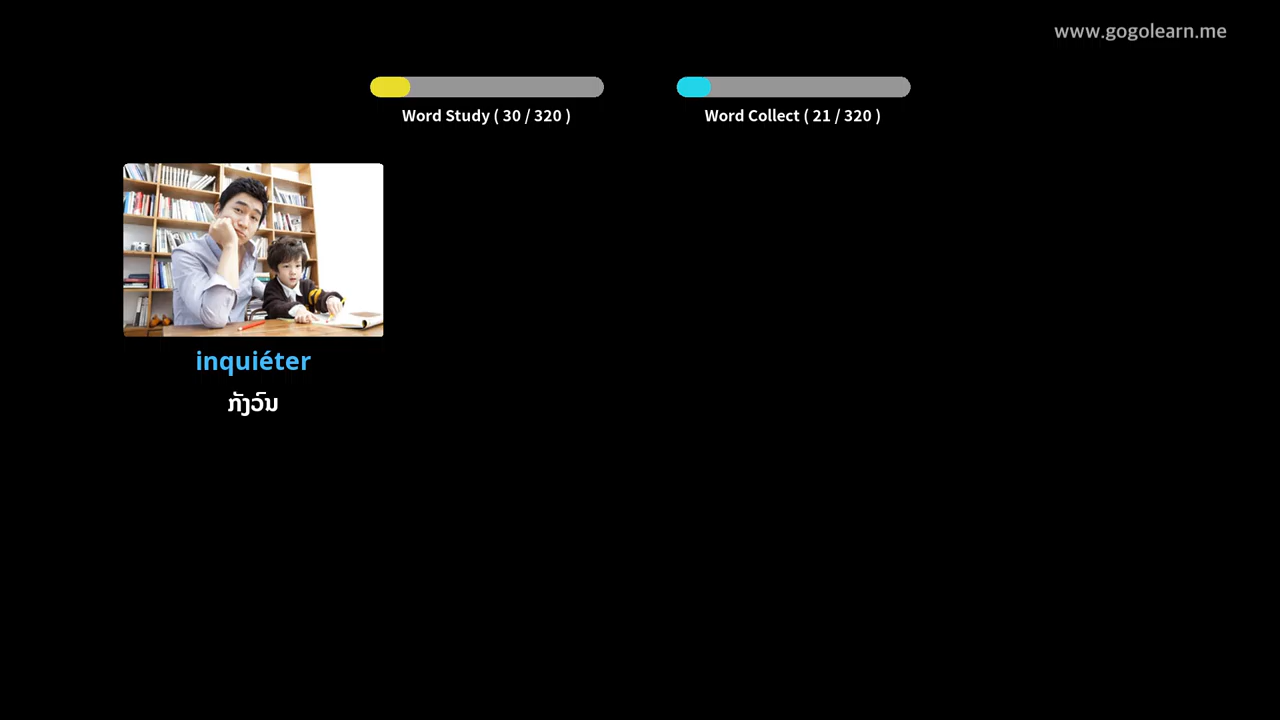 www.gogolearn.me
Word Study ( 30 / 320 )
Word Collect ( 21 / 320 )
inquiéter
ກັງວົນ